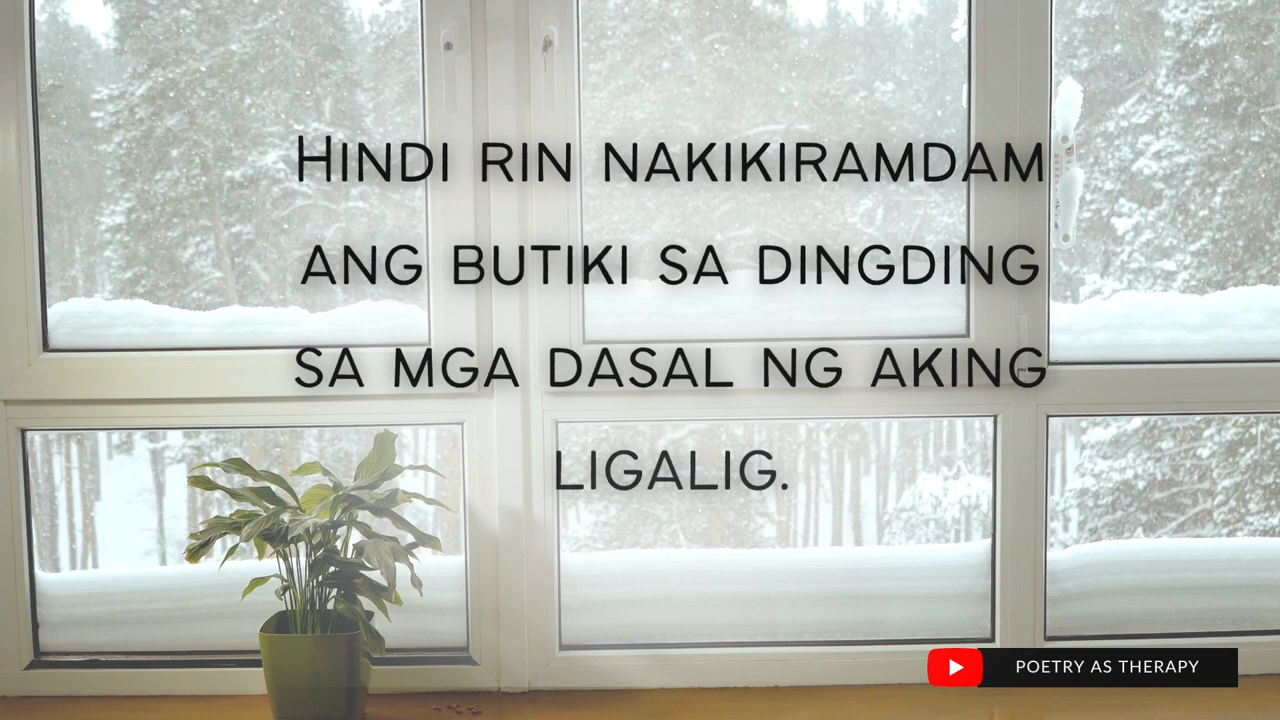 Hindi rin nakikiramdam
ang butiki sa dingding
sa mga dasal ng aking
ligalig.
POETRY AS THERAPY